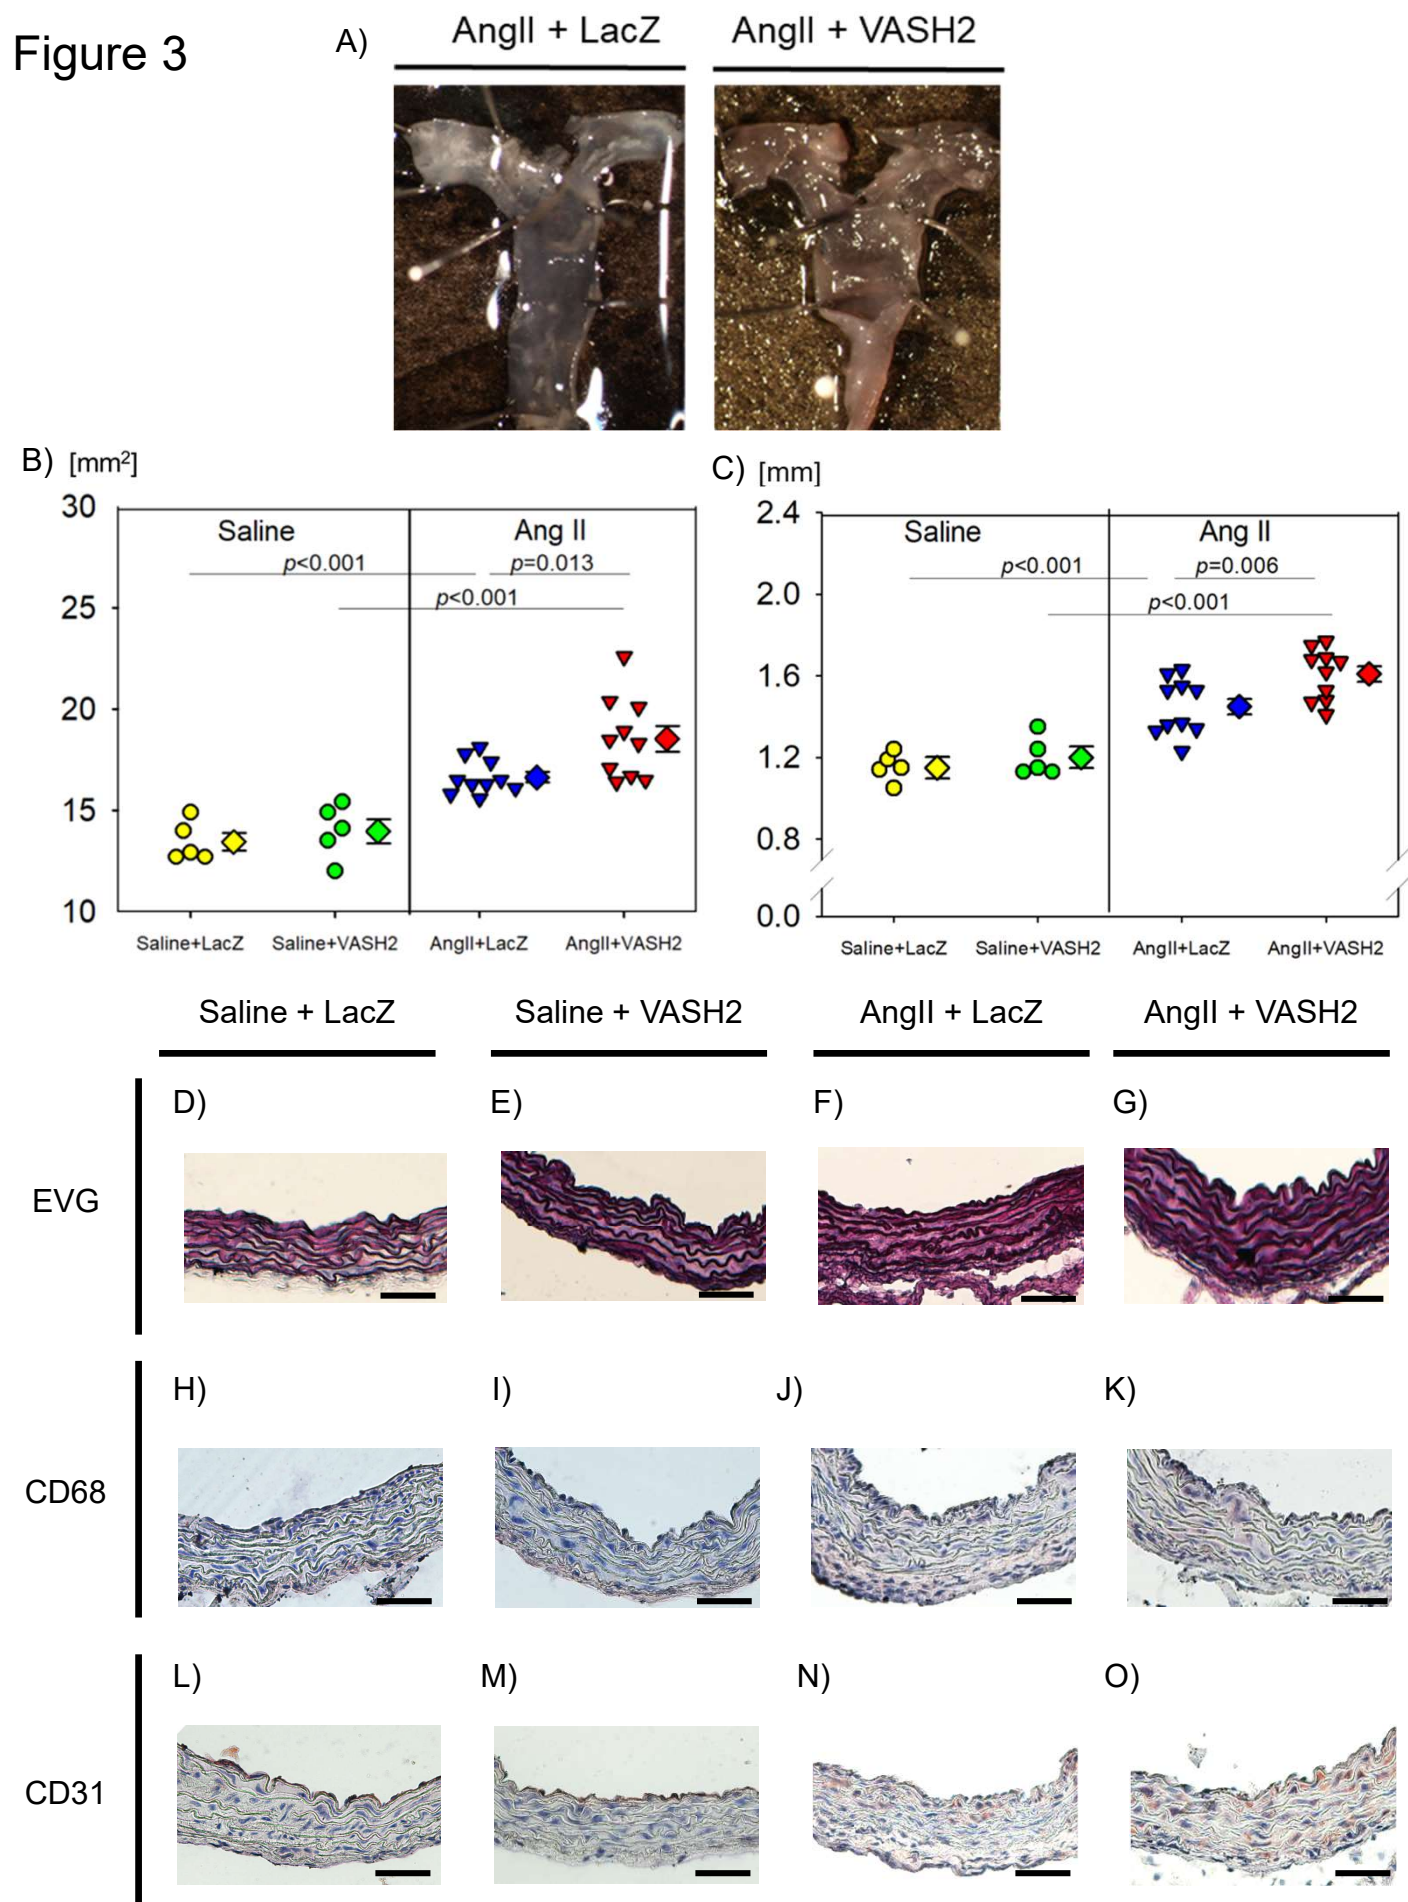 Figure 3
A)
AngII + LacZ
AngII + VASH2
B) [mm²]
30
25
20
15
10
Saline
Ang II
p<0.001
p=0.013
p<0.001
Saline+LacZ
Saline+VASH2
AngII+LacZ
AngII+VASH2
C) [mm]
2.4
2.0
1.6
1.2
0.8
0.0
Saline
Ang II
p<0.001
p=0.006
p<0.001
Saline+LacZ
Saline+VASH2
AngII+LacZ
AngII+VASH2
Saline + LacZ
Saline + VASH2
AngII + LacZ
AngII + VASH2
EVG
D)
E)
F)
G)
CD68
H)
I)
J)
K)
CD31
L)
M)
N)
O)